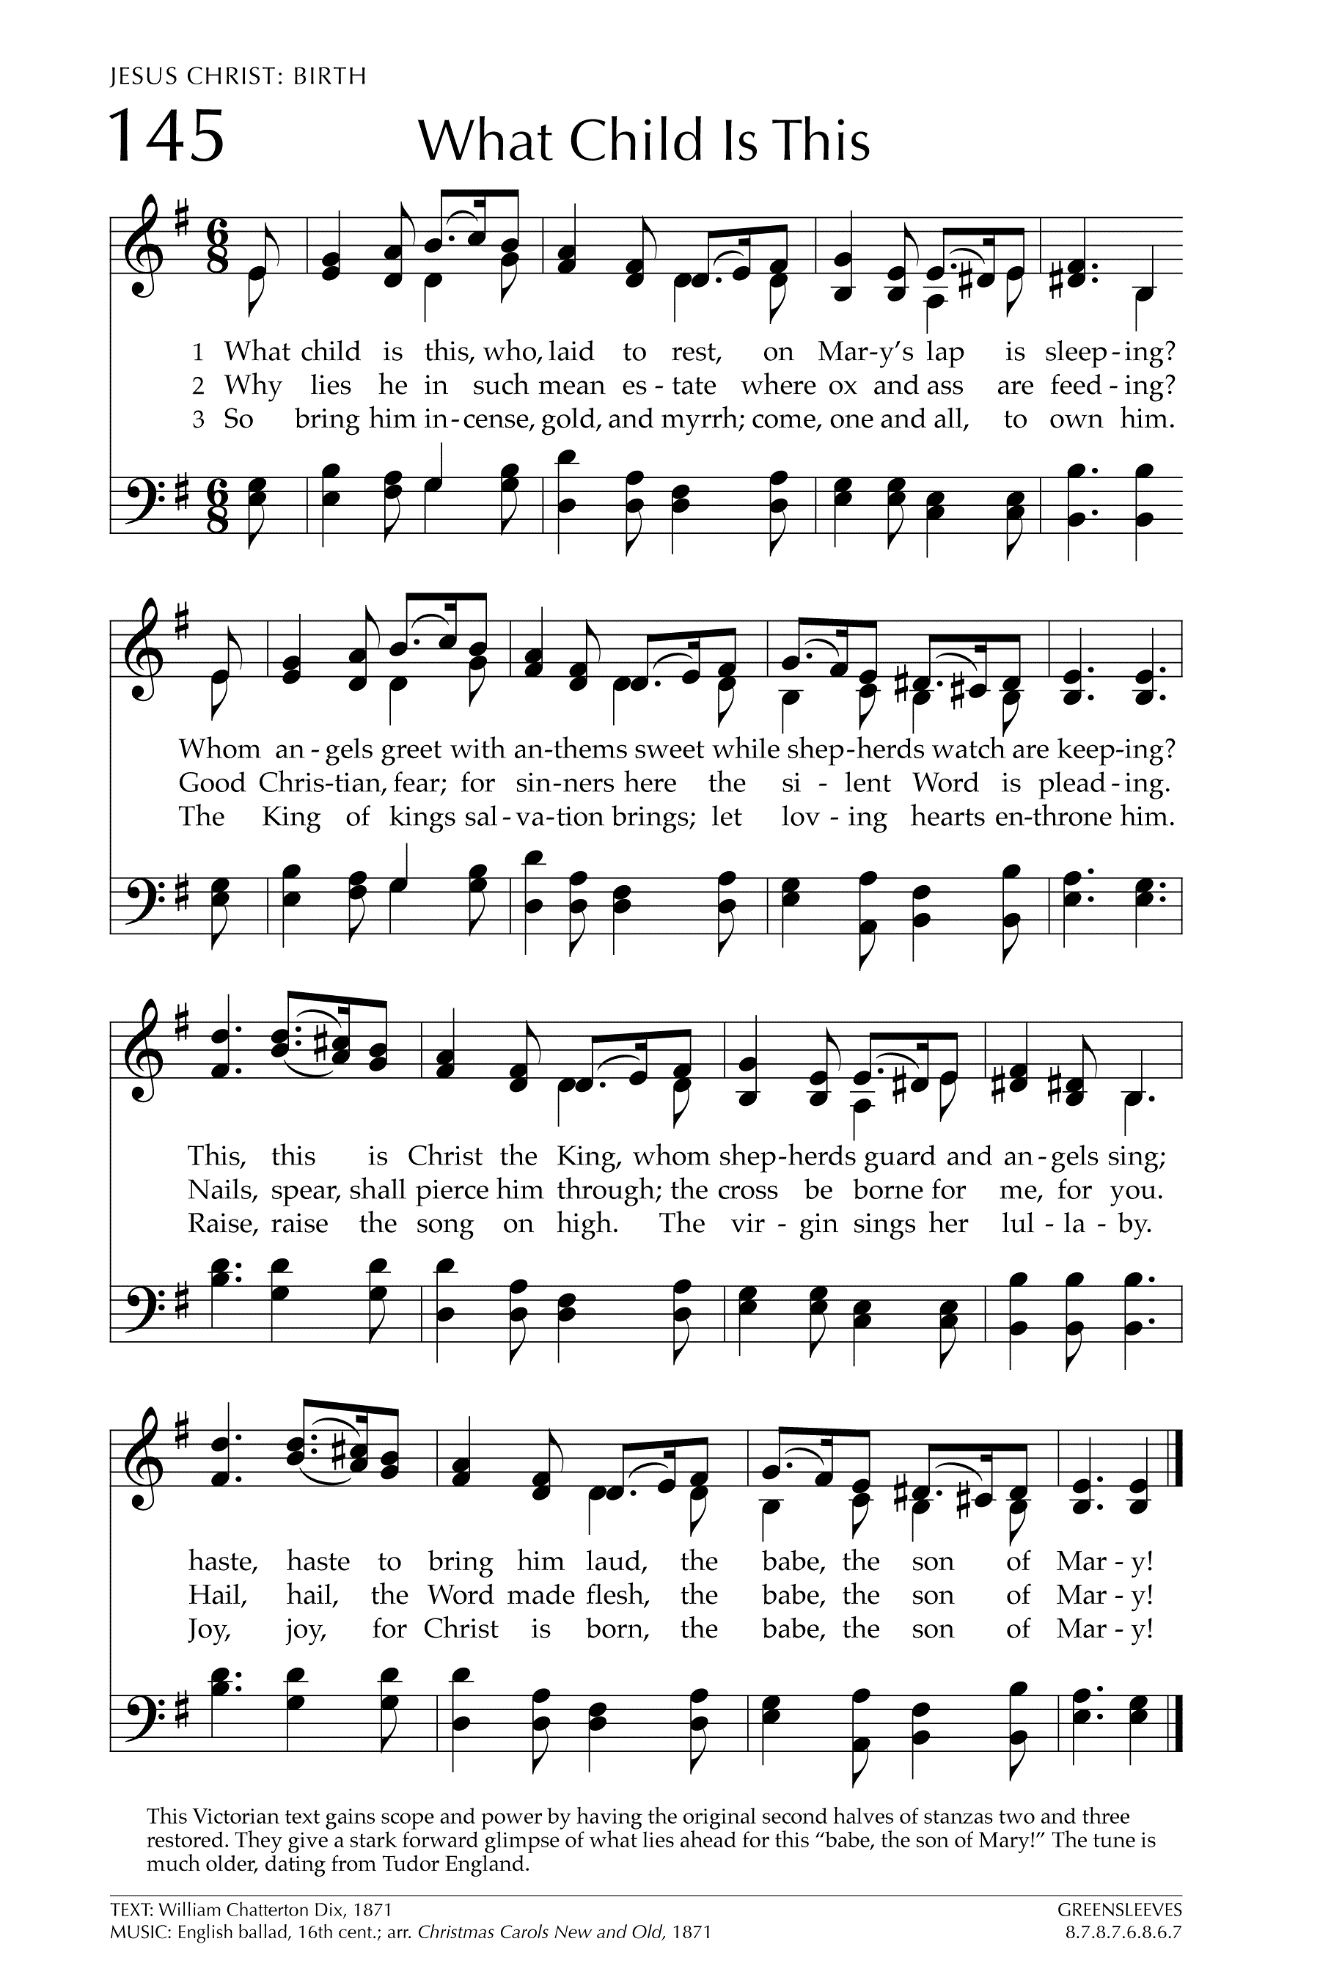 JESUS CHRIST: BIRTH
145 What Child Is This
6
8
1 What child is this, who, laid to rest, on Mar-y's lap is sleep-ing?
2 Why lies he in such mean es-tate where ox and ass are feed-ing?
3 So bring him in-cense, gold, and myrrh; come, one and all, to own him.
6
8
Whom an-gels greet with an-thems sweet while shep-herds watch are keep-ing?
Good Chris-tian, fear; for sin-ners here the si-lent Word is plead-ing.
The King of kings sal-va-tion brings; let lov-ing hearts en-throne him.
This, this is Christ the King, whom shep-herds guard and an-gels sing;
Nails, spear, shall pierce him through; the cross be borne for me, for you.
Raise, raise the song on high. The vir-gin sings her lul-la-by.
haste, haste to bring him laud, the babe, the son of Mar-y!
Hail, hail, the Word made flesh, the babe, the son of Mar-y!
Joy, joy, for Christ is born, the babe, the son of Mar-y!
This Victorian text gains scope and power by having the original second halves of stanzas two and three
restored. They give a stark forward glimpse of what lies ahead for this “babe, the son of Mary!” The tune is
much older, dating from Tudor England.
TEXT: William Chatterton Dix, 1871 GREENSLEEVES
MUSIC: English ballad, 16th cent.; arr. Christmas Carols New and Old, 1871 8.7.8.7.6.8.6.7